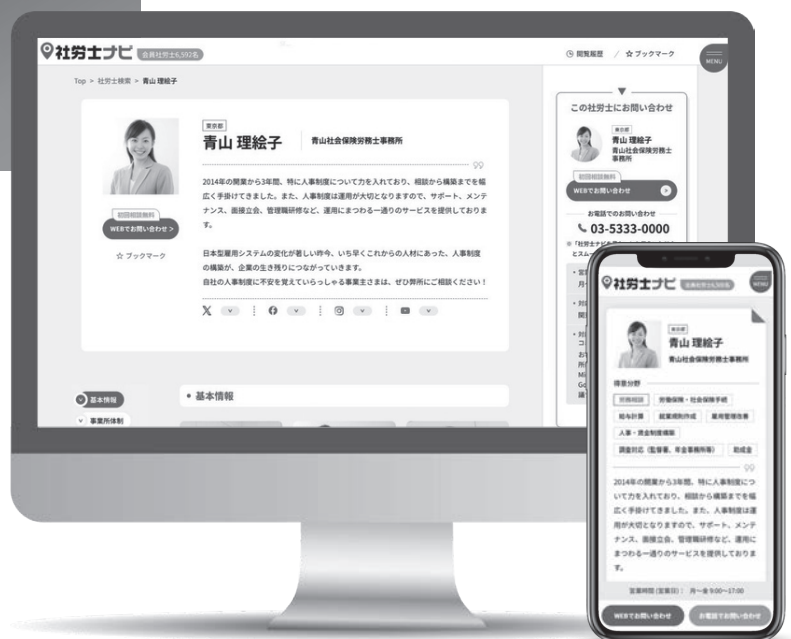 社労士ナビ 会員社労士6,592名
閲覧履歴 / ☆ ブックマーク
MENU
Top > 社労士検索 > 青山 理絵子
東京都
青山 理絵子 青山社会保険労務士事務所
2014年の開業から3年間、特に人事制度について力を入れており、相談から構築までを幅
広く手掛けてきました。また、人事制度は運用が大切となりますので、サポート、メンテ
ナンス、面接立会、管理職研修など、運用にまつわる一通りのサービスを提供しておりま
す。
日本型雇用システムの変化が著しい昨今、いち早くこれからの人材にあった、人事制度
の構築が、企業の生き残りにつながっていきます。
自社の人事制度に不安を覚えていらっしゃる事業主さまは、ぜひ弊所にご相談ください！
初回相談無料
WEBでお問い合わせ >
☆ ブックマーク
基本情報
事業所体制
• 基本情報
この社労士にお問い合わせ
東京都
青山 理絵子
青山社会保険労務士
事務所
初回相談無料
WEBでお問い合わせ >
お電話でのお問い合わせ
03-5333-0000
社労士ナビ
MENU
東京都
青山 理絵子
青山社会保険労務士事務所
得意分野
労務相談 労働保険・社会保険手続
給与計算 就業規則作成 雇用管理改善
人事・賃金制度構築
調査対応（監督署、年金事務所等） 助成金
2014年の開業から3年間、特に人事制度につ
いて力を入れており、相談から構築までを幅
広く手掛けてきました。また、人事制度は運
用が大切となりますので、サポート、メンテ
ナンス、面接立会、管理職研修など、運用に
まつわる一通りのサービスを提供しておりま
す。
営業時間（営業日）： 月〜金 9:00〜17:00
WEBでお問い合わせ お電話でお問い合わせ